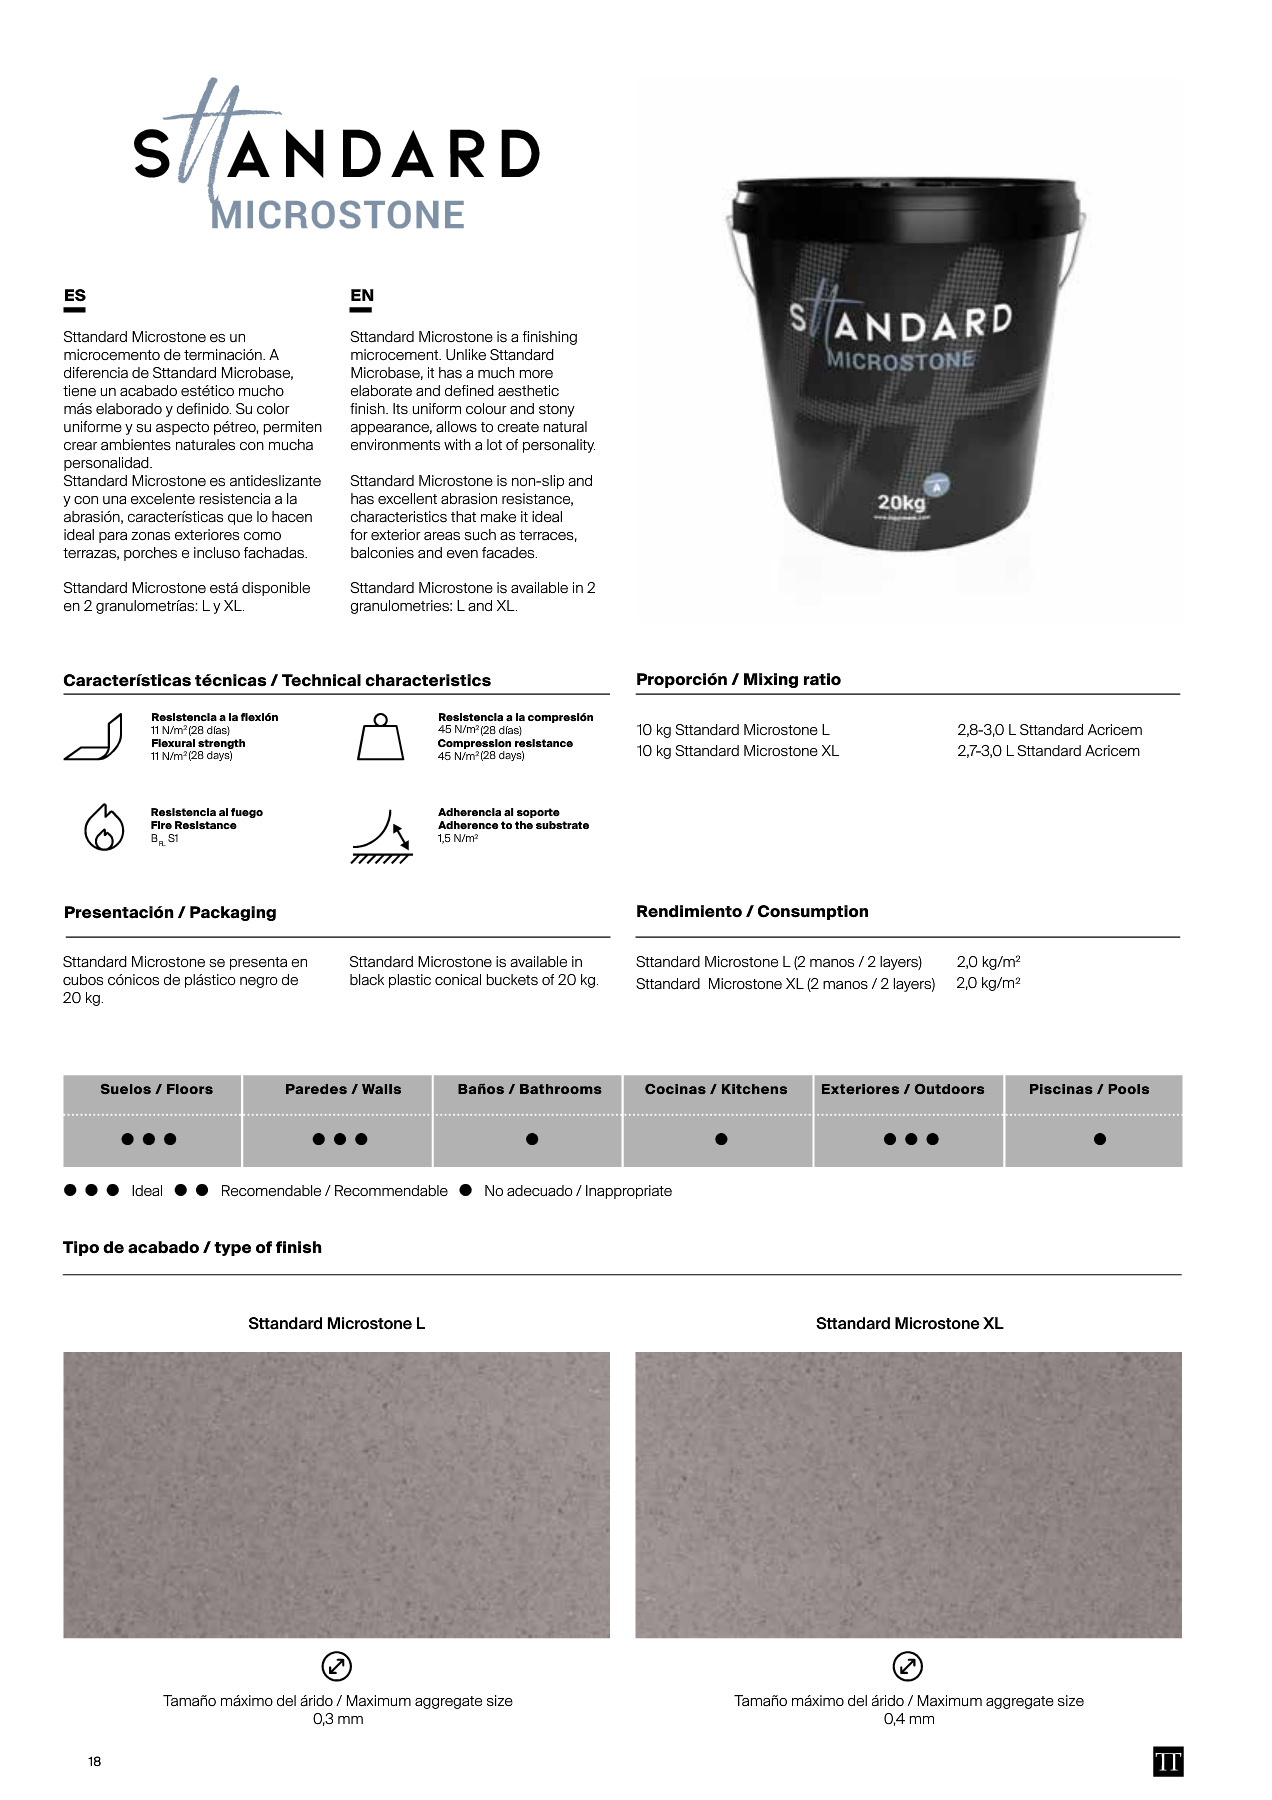 STTANDARD
MICROSTONE
ES
Sttandard Microstone es un
microcemento de terminación. A
diferencia de Sttandard Microbase,
tiene un acabado estético mucho
más elaborado y definido. Su color
uniforme y su aspecto pétreo, permiten
crear ambientes naturales con mucha
personalidad.
Sttandard Microstone es antideslizante
y con una excelente resistencia a la
abrasión, características que lo hacen
ideal para zonas exteriores como
terrazas, porches e incluso fachadas.
Sttandard Microstone está disponible
en 2 granulometrías: L y XL.
EN
Sttandard Microstone is a finishing
microcement. Unlike Sttandard
Microbase, it has a much more
elaborate and defined aesthetic
finish. Its uniform colour and stony
appearance, allows to create natural
environments with a lot of personality.
Sttandard Microstone is non-slip and
has excellent abrasion resistance,
characteristics that make it ideal
for exterior areas such as terraces,
balconies and even facades.
Sttandard Microstone is available in 2
granulometries: L and XL.
STTANDARD
MICROSTONE
A
20kg
Características técnicas / Technical characteristics
Resistencia a la flexión
11 N/m² (28 días)
Flexural strength
11 N/m² (28 days)
Resistencia a la compresión
45 N/m² (28 días)
Compression resistance
45 N/m² (28 days)
Resistencia al fuego
Fire Resistance
B FL S1
Adherencia al soporte
Adherence to the substrate
1,5 N/m²
Proporción / Mixing ratio
10 kg Sttandard Microstone L 2,8-3,0 L Sttandard Acricem
10 kg Sttandard Microstone XL 2,7-3,0 L Sttandard Acricem
Presentación / Packaging
Sttandard Microstone se presenta en
cubos cónicos de plástico negro de
20 kg.
Sttandard Microstone is available in
black plastic conical buckets of 20 kg.
Rendimiento / Consumption
Sttandard Microstone L (2 manos / 2 layers) 2,0 kg/m²
Sttandard Microstone XL (2 manos / 2 layers) 2,0 kg/m²
Suelos / Floors Paredes / Walls Baños / Bathrooms Cocinas / Kitchens Exteriores / Outdoors Piscinas / Pools
● ● ● ● ● ● ● ● ● ● ● ●
● ● ● Ideal ● ● Recomendable / Recommendable ● No adecuado / Inappropriate
Tipo de acabado / type of finish
Sttandard Microstone L
Sttandard Microstone XL
Tamaño máximo del árido / Maximum aggregate size
0,3 mm
Tamaño máximo del árido / Maximum aggregate size
0,4 mm
18
TT